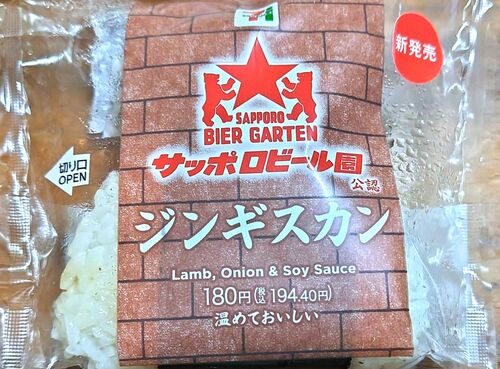 新発売
SAPPORO
BIER GARTEN
サッポロビール園
公認
切り口
OPEN
ジンギスカン
Lamb, Onion & Soy Sauce
180円(税込194.40円)
温めておいしい